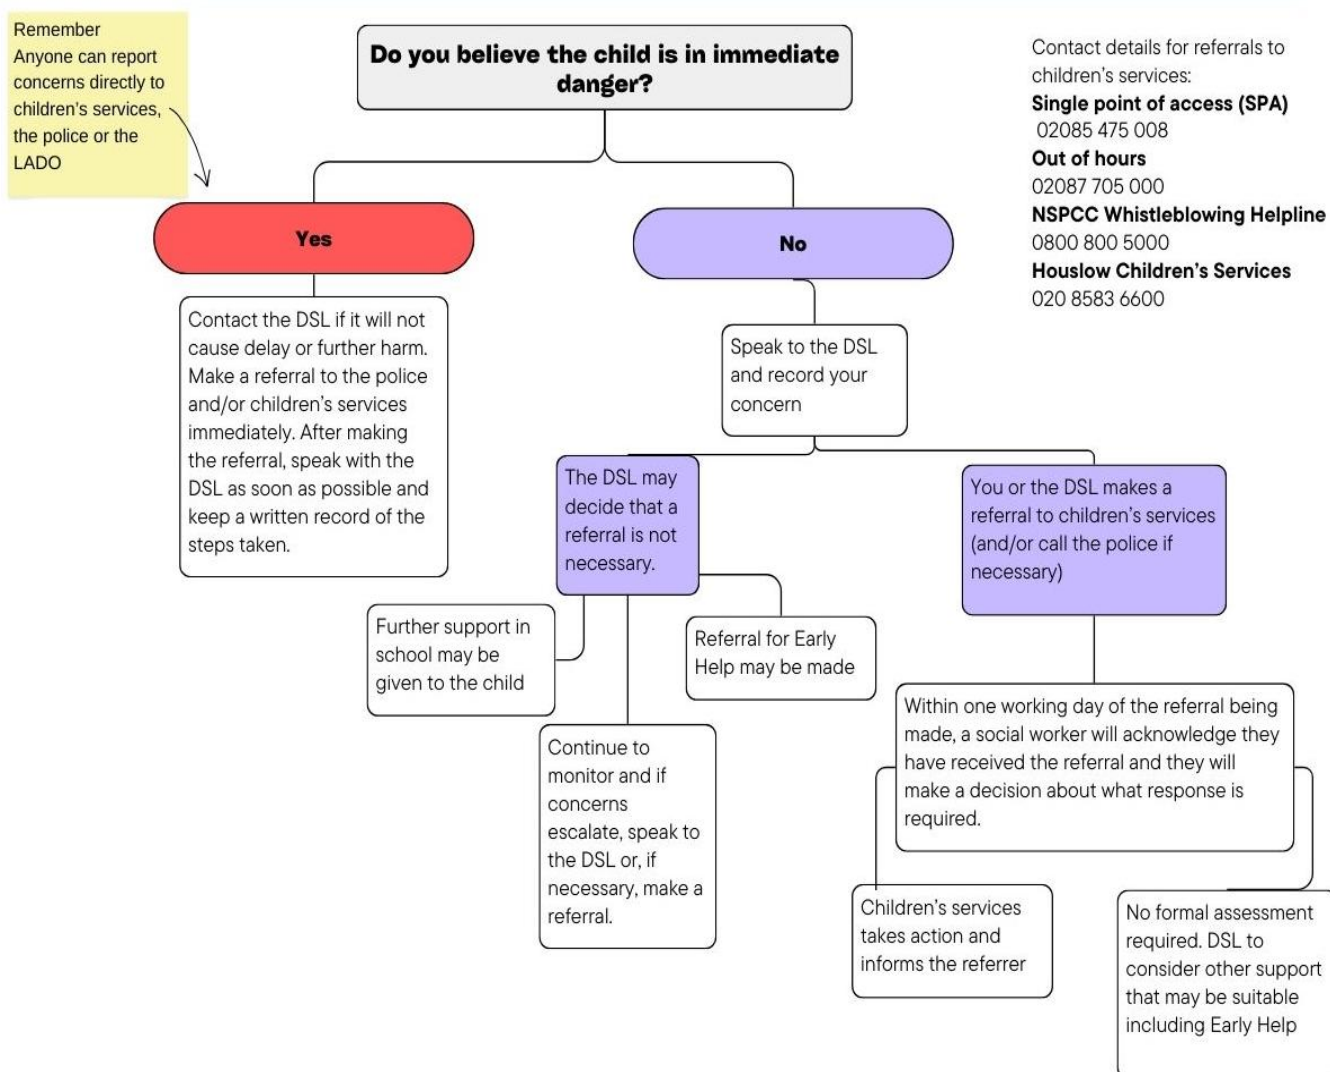 Remember
Anyone can report
concerns directly to
children's services,
the police or the
LADO
Do you believe the child is in immediate
danger?
Contact details for referrals to
children's services:
Single point of access (SPA)
02085 475 008
Out of hours
02087 705 000
NSPCC Whistleblowing Helpline
0800 800 5000
Houslow Children's Services
020 8583 6600
Yes
No
Contact the DSL if it will not
cause delay or further harm.
Make a referral to the police
and/or children's services
immediately. After making
the referral, speak with the
DSL as soon as possible and
keep a written record of the
steps taken.
Speak to the DSL
and record your
concern
The DSL may
decide that a
referral is not
necessary.
You or the DSL makes a
referral to children's services
(and/or call the police if
necessary)
Further support in
school may be
given to the child
Referral for Early
Help may be made
Continue to
monitor and if
concerns
escalate, speak to
the DSL or, if
necessary, make a
referral.
Within one working day of the referral being
made, a social worker will acknowledge they
have received the referral and they will
make a decision about what response is
required.
Children's services
takes action and
informs the referrer
No formal assessment
required. DSL to
consider other support
that may be suitable
including Early Help